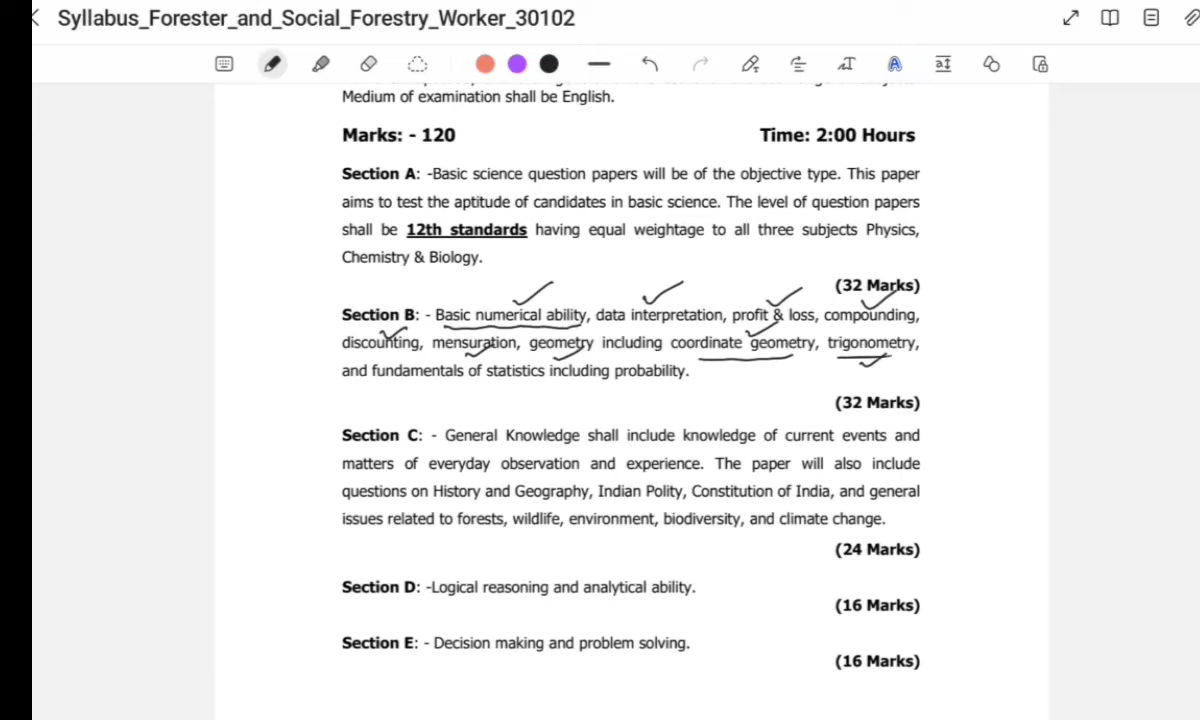 Syllabus_Forester_and_Social_Forestry_Worker_30102
Medium of examination shall be English.
Marks: - 120 Time: 2:00 Hours
Section A: -Basic science question papers will be of the objective type. This paper
aims to test the aptitude of candidates in basic science. The level of question papers
shall be 12th standards having equal weightage to all three subjects Physics,
Chemistry & Biology.
(32 Marks)
Section B: - Basic numerical ability, data interpretation, profit & loss, compounding,
discounting, mensuration, geometry including coordinate geometry, trigonometry,
and fundamentals of statistics including probability.
(32 Marks)
Section C: - General Knowledge shall include knowledge of current events and
matters of everyday observation and experience. The paper will also include
questions on History and Geography, Indian Polity, Constitution of India, and general
issues related to forests, wildlife, environment, biodiversity, and climate change.
(24 Marks)
Section D: -Logical reasoning and analytical ability.
(16 Marks)
Section E: - Decision making and problem solving.
(16 Marks)